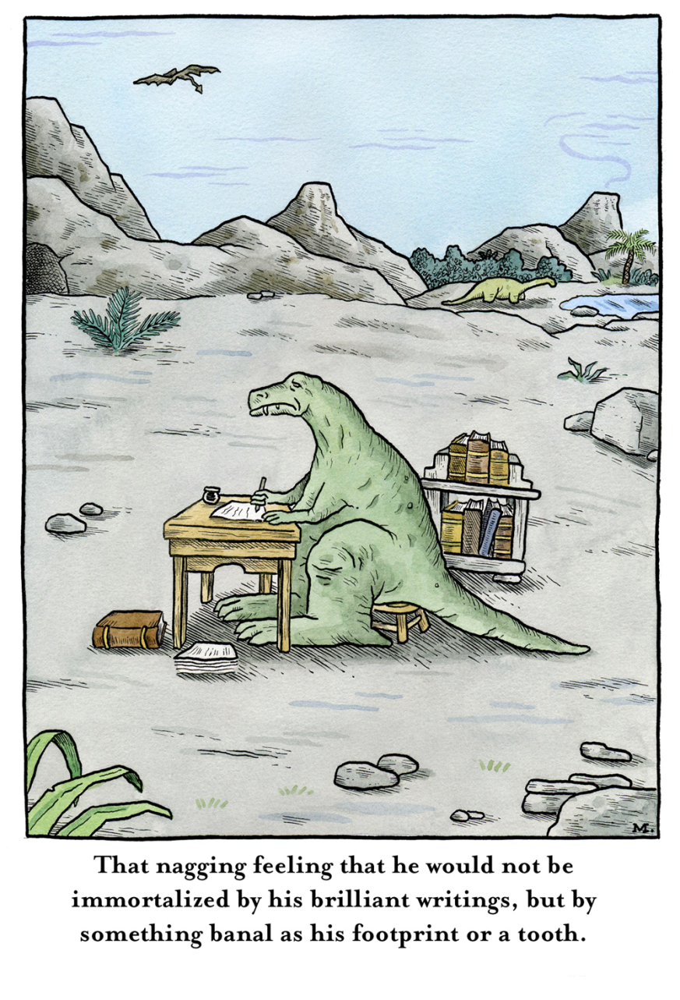 M.
That nagging feeling that he would not be
immortalized by his brilliant writings, but by
something banal as his footprint or a tooth.